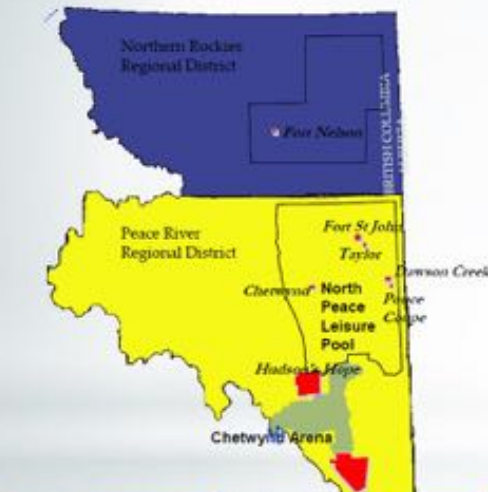 Northern Rockies
Regional District
Fort Nelson
BRITISH COLUMBIA
Peace River
Regional District
Fort St John
Taylor
Dawson Creek
Chetwynd
North
Peace
Leisure
Pool
Pouce
Coupe
Hudson's Hope
Chetwynd Arena